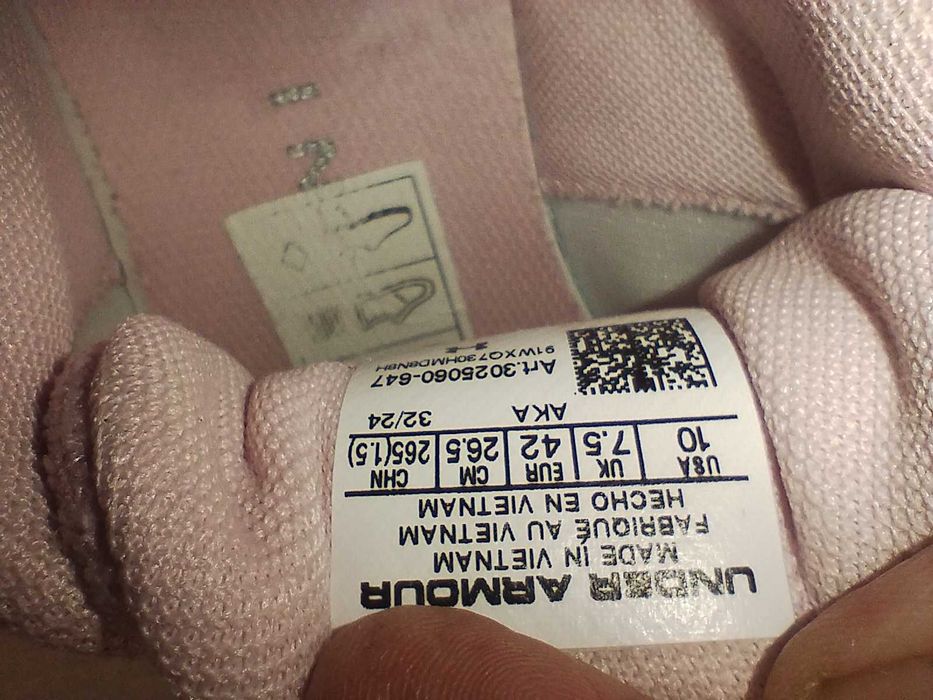 UNDER ARMOUR
MADE IN VIETNAM
FABRIQUÉ AU VIETNAM
HECHO EN VIETNAM
USA UK EUR CM CHN
10 7.5 42 26.5 265(1.5)
AKA 32/24
Art.3025060-647
91WXQ730HMD8N8H